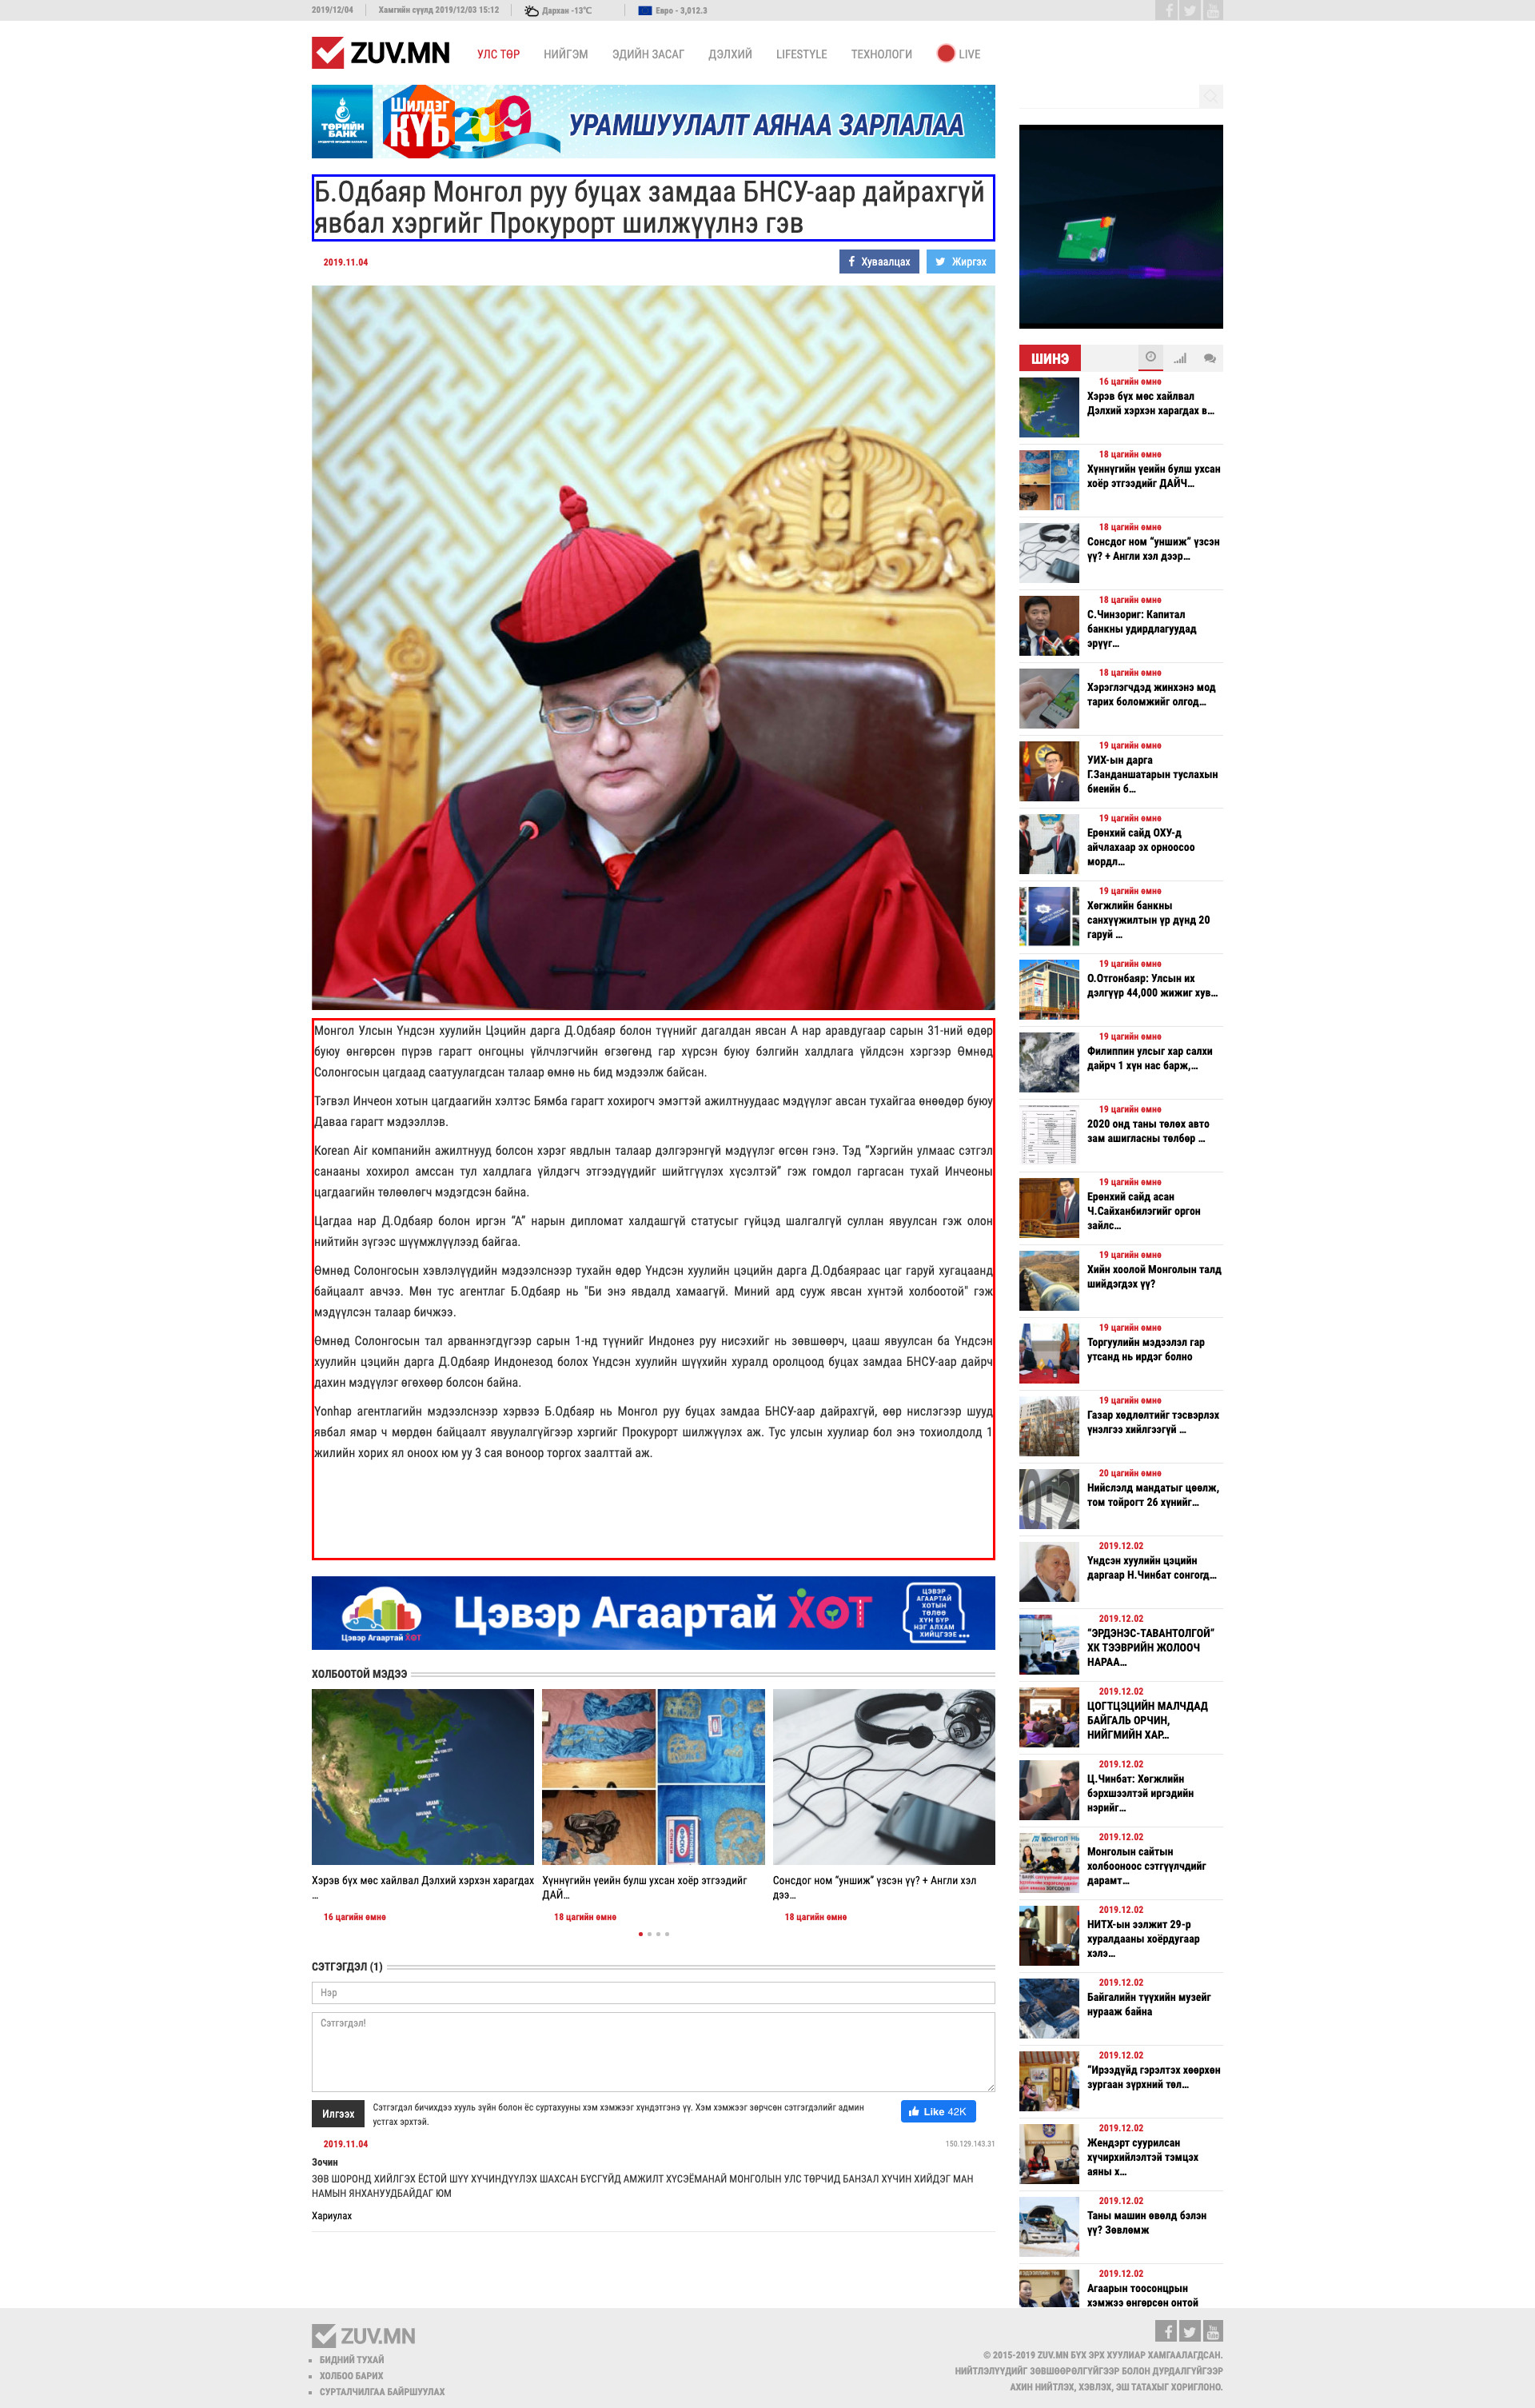 2019/12/04
Хамгийн сүүлд 2019/12/03 15:12
Дархан -13°C
Евро - 3,012.3
ZUV.MN
УЛС ТӨР
НИЙГЭМ
ЭДИЙН ЗАСАГ
ДЭЛХИЙ
LIFESTYLE
ТЕХНОЛОГИ
LIVE
ТӨРИЙН
БАНК
ШИЛДЭГ
КҮБ 2019
УРАМШУУЛАЛТ АЯНАА ЗАРЛАЛАА
Б.Одбаяр Монгол руу буцах замдаа БНСУ-аар дайрахгүй
явбал хэргийг Прокурорт шилжүүлнэ гэв
2019.11.04
Хуваалцах
Жиргэх
Монгол Улсын Үндсэн хуулийн Цэцийн дарга Д.Одбаяр болон түүнийг дагалдан явсан А нар аравдугаар сарын 31-ний өдөр
буюу өнгөрсөн пүрэв гарагт онгоцны үйлчлэгчийн өгзөгөнд гар хүрсэн буюу бэлгийн халдлага үйлдсэн хэргээр Өмнөд
Солонгосын цагдаад саатуулагдсан талаар өмнө нь бид мэдээлж байсан.
Тэгвэл Инчеон хотын цагдаагийн хэлтэс Бямба гарагт хохирогч эмэгтэй ажилтнуудаас мэдүүлэг авсан тухайгаа өнөөдөр буюу
Даваа гарагт мэдээллэв.
Korean Air компанийн ажилтнууд болсон хэрэг явдлын талаар дэлгэрэнгүй мэдүүлэг өгсөн гэнэ. Тэд “Хэргийн улмаас сэтгэл
санааны хохирол амссан тул халдлага үйлдэгч этгээдүүдийг шийтгүүлэх хүсэлтэй” гэж гомдол гаргасан тухай Инчеоны
цагдаагийн төлөөлөгч мэдэгдсэн байна.
Цагдаа нар Д.Одбаяр болон иргэн “А” нарын дипломат халдашгүй статусыг гүйцэд шалгалгүй суллан явуулсан гэж олон
нийтийн зүгээс шүүмжлүүлээд байгаа.
Өмнөд Солонгосын хэвлэлүүдийн мэдээлснээр тухайн өдөр Үндсэн хуулийн цэцийн дарга Д.Одбаяраас цаг гаруй хугацаанд
байцаалт авчээ. Мөн тус агентлаг Б.Одбаяр нь "Би энэ явдалд хамаагүй. Миний ард сууж явсан хүнтэй холбоотой" гэж
мэдүүлсэн талаар бичжээ.
Өмнөд Солонгосын тал арваннэгдүгээр сарын 1-нд түүнийг Индонез руу нисэхийг нь зөвшөөрч, цааш явуулсан ба Үндсэн
хуулийн цэцийн дарга Д.Одбаяр Индонезод болох Үндсэн хуулийн шүүхийн хуралд оролцоод буцах замдаа БНСУ-аар дайрч
дахин мэдүүлэг өгөхөөр болсон байна.
Yonhap агентлагийн мэдээлснээр хэрвээ Б.Одбаяр нь Монгол руу буцах замдаа БНСУ-аар дайрахгүй, өөр нислэгээр шууд
явбал ямар ч мөрдөн байцаалт явуулалгүйгээр хэргийг Прокурорт шилжүүлэх аж. Тус улсын хуулиар бол энэ тохиолдолд 1
жилийн хорих ял оноох юм уу 3 сая воноор торгох заалттай аж.
Цэвэр Агаартай ХОТ
Цэвэр Агаартай ХОТ
ЦЭВЭР
АГААРТАЙ
ХОТЫН
ТӨЛӨӨ
ХҮН БҮР
НЭГ АЛХАМ
ХИЙЦГЭЭЕ...
ХОЛБООТОЙ МЭДЭЭ
Хэрэв бүх мөс хайлвал Дэлхий хэрхэн харагдах
...
16 цагийн өмнө
Хүннүгийн үеийн булш ухсан хоёр этгээдийг
ДАЙ...
18 цагийн өмнө
Сонсдог ном “уншиж” үзсэн үү? + Англи хэл
дээ...
18 цагийн өмнө
СЭТГЭГДЭЛ (1)
Нэр
Сэтгэгдэл!
Илгээх
Сэтгэгдэл бичихдээ хууль зүйн болон ёс суртахууны хэм хэмжээг хүндэтгэнэ үү. Хэм хэмжээг зөрчсөн сэтгэгдэлийг админ
устгах эрхтэй.
Like 42K
2019.11.04
150.129.143.31
Зочин
ЗӨВ ШОРОНД ХИЙЛГЭХ ЁСТОЙ ШҮҮ ХҮЧИНДҮҮЛЭХ ШАХСАН БҮСГҮЙД АМЖИЛТ ХҮСЭЁМАНАЙ МОНГОЛЫН УЛС ТӨРЧИД БАНЗАЛ ХҮЧИН ХИЙДЭГ МАН
НАМЫН ЯНХАНУУДБАЙДАГ ЮМ
Хариулах
ШИНЭ
16 цагийн өмнө
Хэрэв бүх мөс хайлвал
Дэлхий хэрхэн харагдах в...
18 цагийн өмнө
Хүннүгийн үеийн булш ухсан
хоёр этгээдийг ДАЙЧ...
18 цагийн өмнө
Сонсдог ном “уншиж” үзсэн
үү? + Англи хэл дээр...
18 цагийн өмнө
С.Чинзориг: Капитал
банкны удирдлагуудад
эрүүг...
18 цагийн өмнө
Хэрэглэгчдэд жинхэнэ мод
тарих боломжийг олгод...
19 цагийн өмнө
УИХ-ын дарга
Г.Занданшатарын туслахын
биеийн б...
19 цагийн өмнө
Ерөнхий сайд ОХУ-д
айчлахаар эх орноосоо
мордл...
19 цагийн өмнө
Хөгжлийн банкны
санхүүжилтын үр дүнд 20
гаруй ...
19 цагийн өмнө
О.Отгонбаяр: Улсын их
дэлгүүр 44,000 жижиг хув...
19 цагийн өмнө
Филиппин улсыг хар салхи
дайрч 1 хүн нас барж,...
19 цагийн өмнө
2020 онд таны төлөх авто
зам ашигласны төлбөр ...
19 цагийн өмнө
Ерөнхий сайд асан
Ч.Сайханбилэгийг оргон
зайлс...
19 цагийн өмнө
Хийн хоолой Монголын талд
шийдэгдэх үү?
19 цагийн өмнө
Торгуулийн мэдээлэл гар
утсанд нь ирдэг болно
19 цагийн өмнө
Газар хөдлөлтийг тэсвэрлэх
үнэлгээ хийлгээгүй ...
20 цагийн өмнө
Нийслэлд мандатыг цөөлж,
том тойрогт 26 хүнийг...
2019.12.02
Үндсэн хуулийн цэцийн
даргаар Н.Чинбат сонгогд...
2019.12.02
“ЭРДЭНЭС-ТАВАНТОЛГОЙ”
ХК ТЭЭВРИЙН ЖОЛООЧ
НАРАА...
2019.12.02
ЦОГТЦЭЦИЙН МАЛЧДАД
БАЙГАЛЬ ОРЧИН,
НИЙГМИЙН ХАР...
2019.12.02
Ц.Чинбат: Хөгжлийн
бэрхшээлтэй иргэдийн
нэрийг...
2019.12.02
Монголын сайтын
холбооноос сэтгүүлчдийг
дарамт...
2019.12.02
НИТХ-ын ээлжит 29-р
хуралдааны хоёрдугаар
хэлэ...
2019.12.02
Байгалийн түүхийн музейг
нурааж байна
2019.12.02
“Ирээдүйд гэрэлтэх хөөрхөн
зургаан зүрхний төл...
2019.12.02
Жендэрт суурилсан
хүчирхийлэлтэй тэмцэх
аяны х...
2019.12.02
Таны машин өвөлд бэлэн
үү? Зөвлөмж
2019.12.02
Агаарын тоосонцрын
хэмжээ өнгөрсөн онтой
ZUV.MN
БИДНИЙ ТУХАЙ
ХОЛБОО БАРИХ
СУРТАЛЧИЛГАА БАЙРШУУЛАХ
© 2015-2019 ZUV.MN БҮХ ЭРХ ХУУЛИАР ХАМГААЛАГДСАН.
НИЙТЛЭЛҮҮДИЙГ ЗӨВШӨӨРӨЛГҮЙГЭЭР БОЛОН ДУРДАЛГҮЙГЭЭР
АХИН НИЙТЛЭХ, ХЭВЛЭХ, ЭШ ТАТАХЫГ ХОРИГЛОНО.